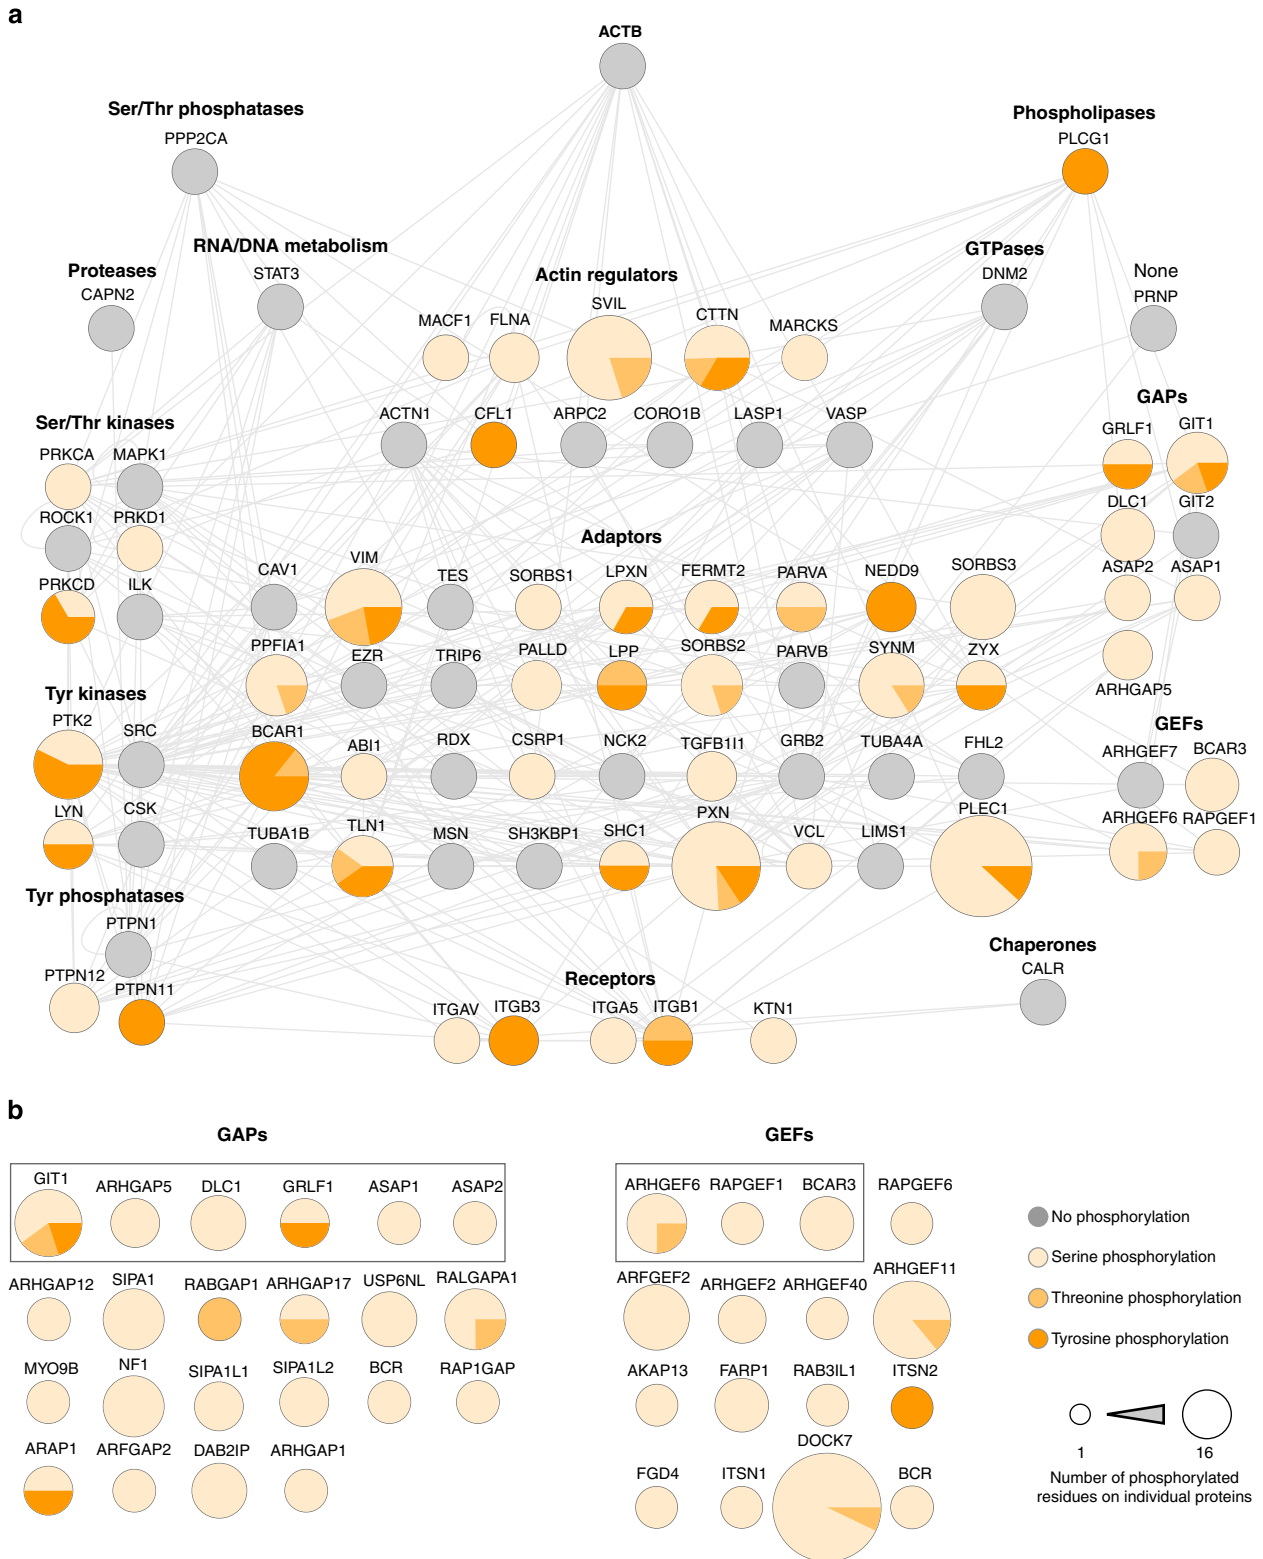 a
ACTB
Ser/Thr phosphatases
PPP2CA
Phospholipases
PLCG1
RNA/DNA metabolism
STAT3
Proteases
CAPN2
Actin regulators
SVIL
MACF1
FLNA
CTTN
MARCKS
GTPases
DNM2
None
PRNP
ACTN1
CFL1
ARPC2
CORO1B
LASP1
VASP
GAPs
GRLF1
GIT1
DLC1
GIT2
ASAP2
ASAP1
ARHGAP5
Ser/Thr kinases
PRKCA
MAPK1
ROCK1
PRKD1
PRKCD
ILK
Adaptors
CAV1
VIM
TES
SORBS1
LPXN
FERMT2
PARVA
NEDD9
SORBS3
PPFIA1
EZR
TRIP6
PALLD
LPP
SORBS2
PARVB
SYNM
ZYX
Tyr kinases
PTK2
SRC
LYN
CSK
BCAR1
ABI1
RDX
CSRP1
NCK2
TGFB1I1
GRB2
TUBA4A
FHL2
TUBA1B
TLN1
MSN
SH3KBP1
SHC1
PXN
VCL
LIMS1
PLEC1
GEFs
ARHGEF7
BCAR3
ARHGEF6
RAPGEF1
Tyr phosphatases
PTPN1
PTPN12
PTPN11
Receptors
ITGAV
ITGB3
ITGA5
ITGB1
KTN1
Chaperones
CALR
b
GAPs
GIT1
ARHGAP5
DLC1
GRLF1
ASAP1
ASAP2
ARHGAP12
SIPA1
RABGAP1
ARHGAP17
USP6NL
RALGAPA1
MYO9B
NF1
SIPA1L1
SIPA1L2
BCR
RAP1GAP
ARAP1
ARFGAP2
DAB2IP
ARHGAP1
GEFs
ARHGEF6
RAPGEF1
BCAR3
RAPGEF6
ARFGEF2
ARHGEF2
ARHGEF40
ARHGEF11
AKAP13
FARP1
RAB3IL1
ITSN2
FGD4
ITSN1
DOCK7
BCR
No phosphorylation
Serine phosphorylation
Threonine phosphorylation
Tyrosine phosphorylation
1
16
Number of phosphorylated
residues on individual proteins